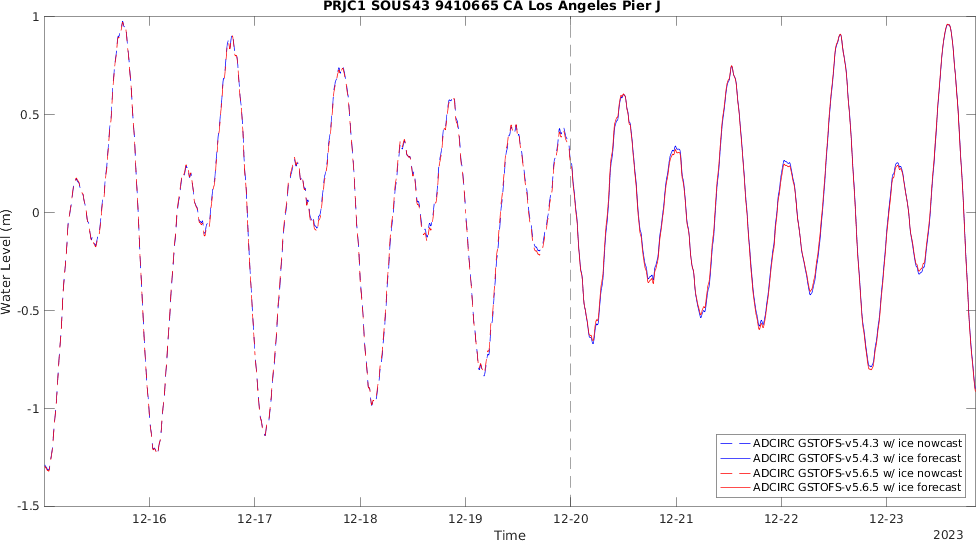 PRJC1 SOUS43 9410665 CA Los Angeles Pier J
1
0.5
0
-0.5
-1
-1.5
Water Level (m)
12-16
12-17
12-18
12-19
12-20
12-21
12-22
12-23
Time
2023
ADCIRC GSTOFS-v5.4.3 w/ ice nowcast
ADCIRC GSTOFS-v5.4.3 w/ ice forecast
ADCIRC GSTOFS-v5.6.5 w/ ice nowcast
ADCIRC GSTOFS-v5.6.5 w/ ice forecast